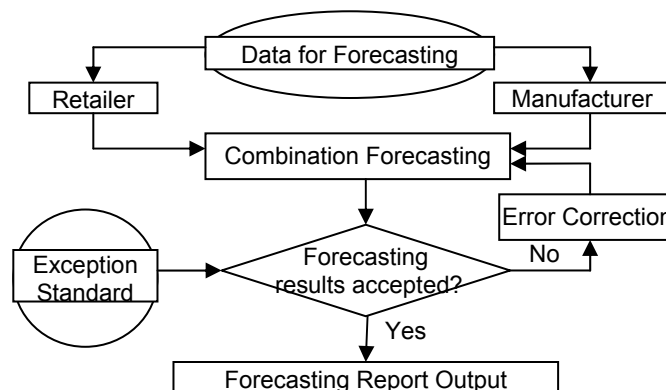 Data for Forecasting
Retailer
Manufacturer
Combination Forecasting
Error Correction
Exception
Standard
Forecasting
results accepted?
No
Yes
Forecasting Report Output